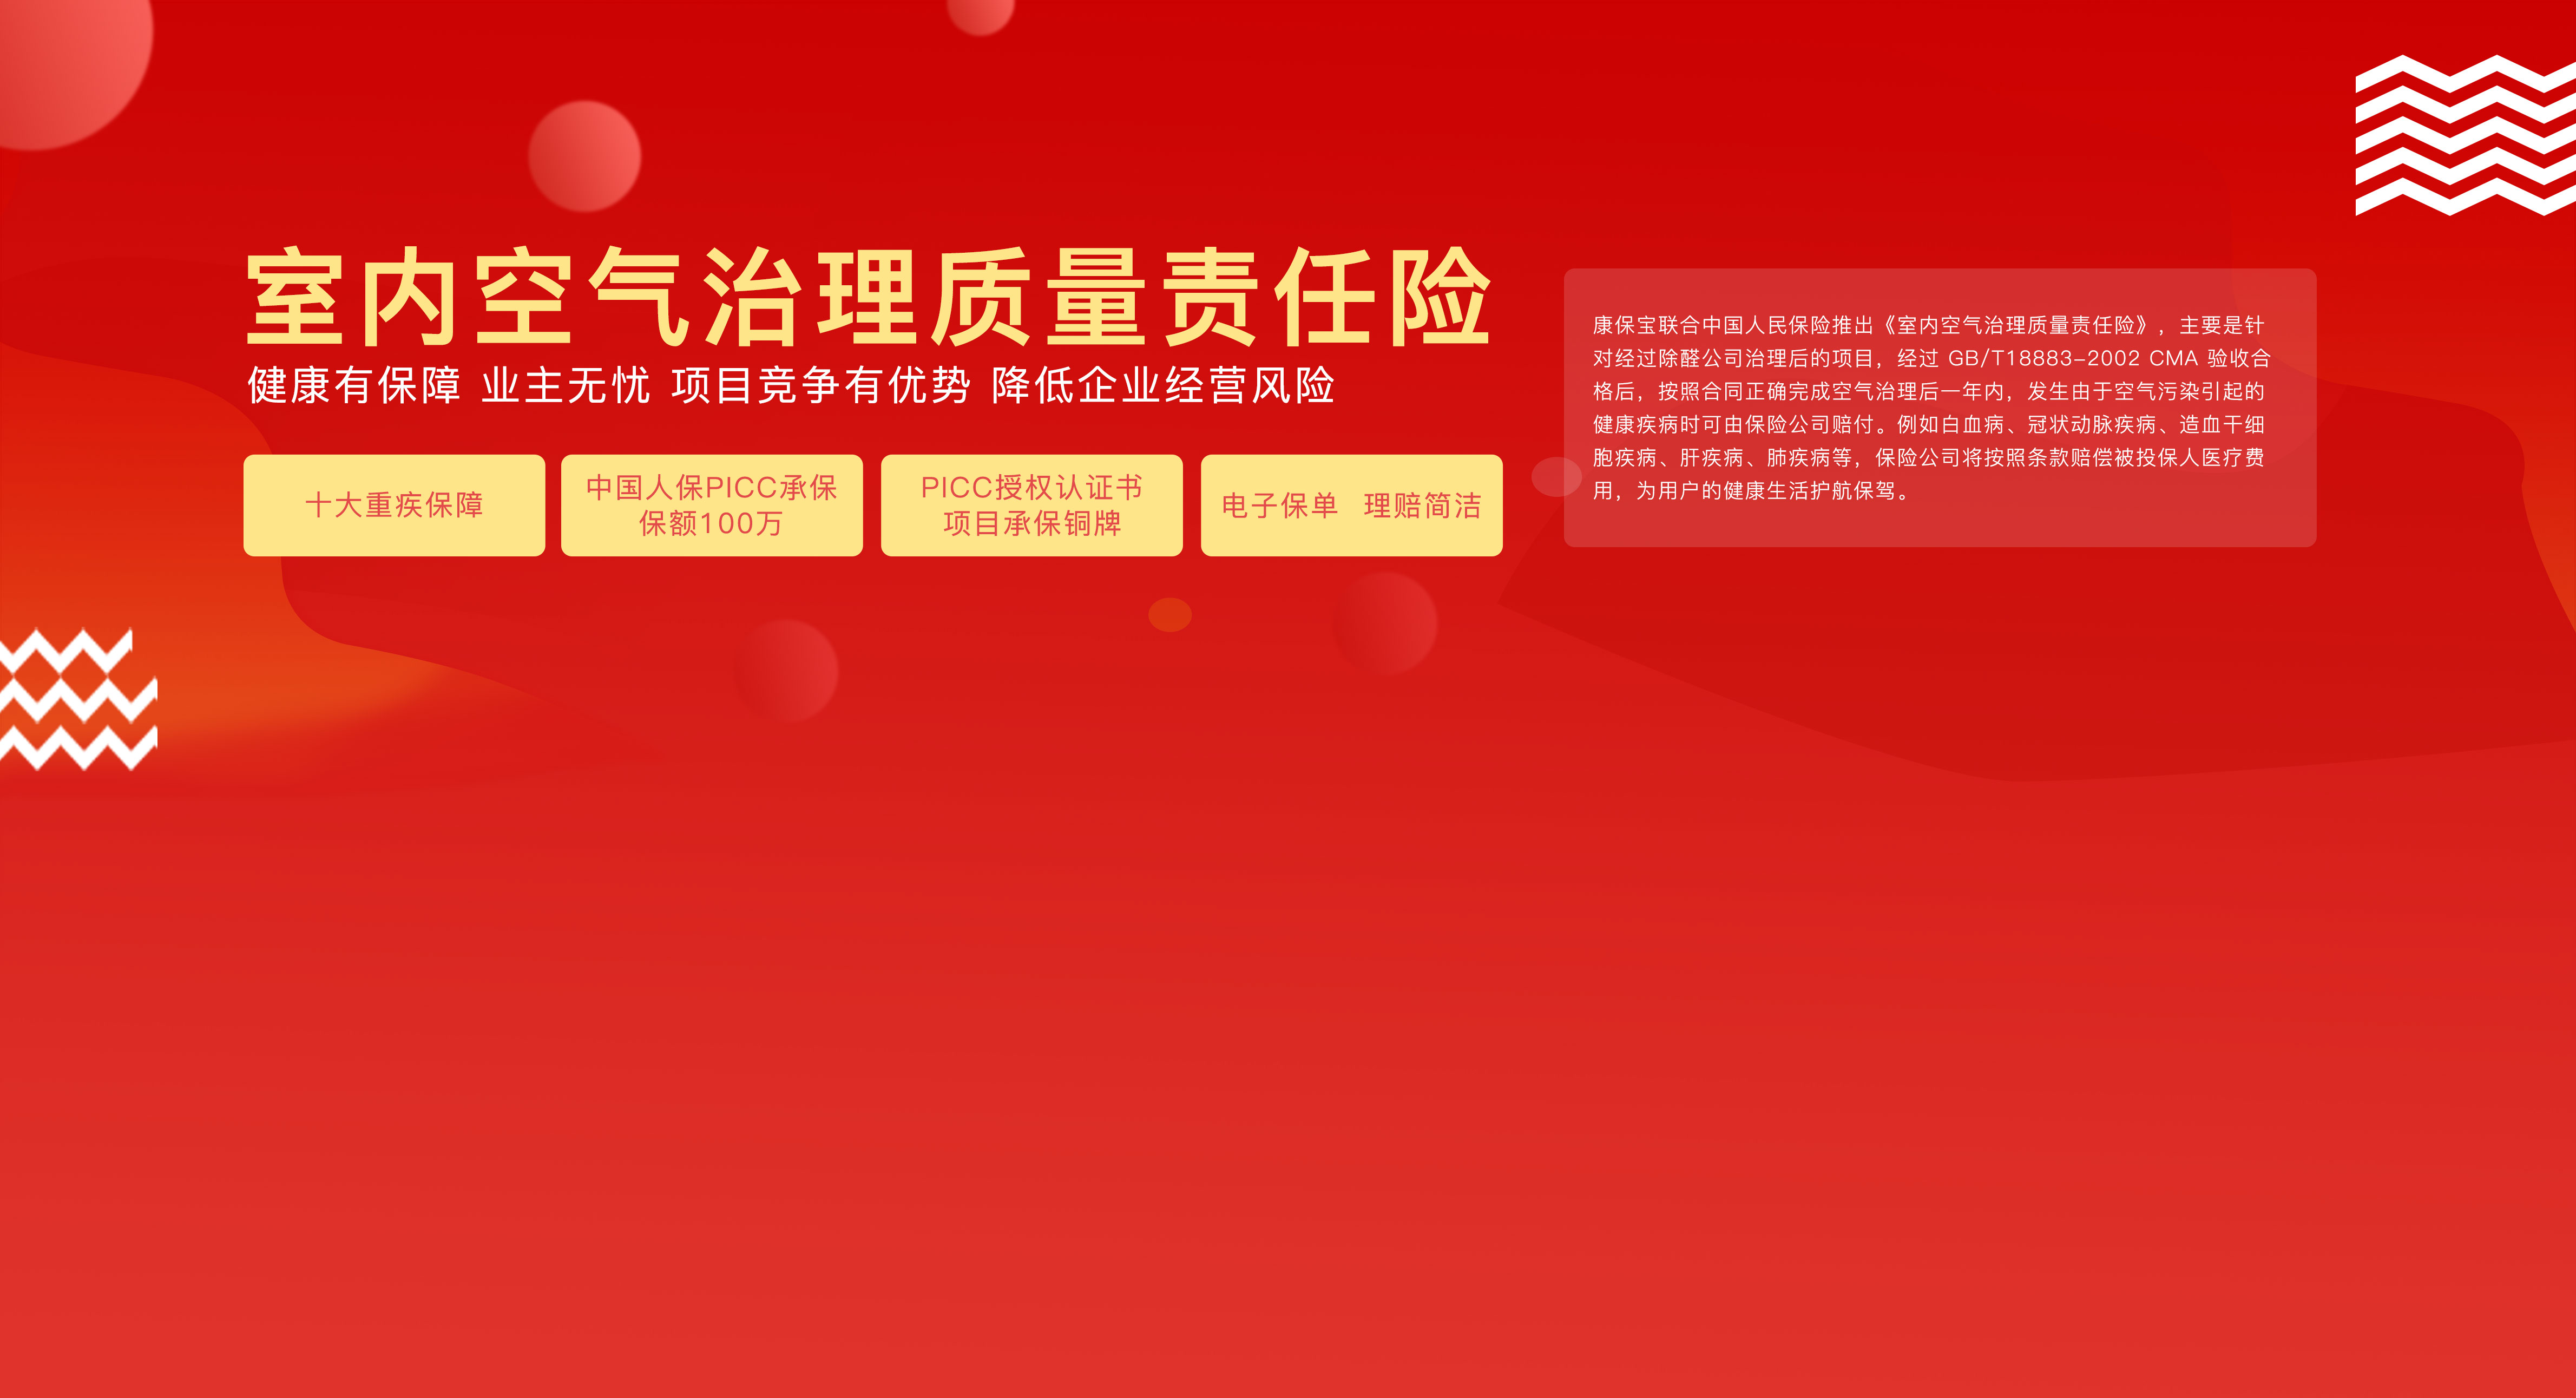 室内空气治理质量责任险
健康有保障 业主无忧 项目竞争有优势 降低企业经营风险
十大重疾保障
中国人保PICC承保
保额100万
PICC授权认证书
项目承保铜牌
电子保单 理赔简洁
康保宝联合中国人民保险推出《室内空气治理质量责任险》，主要是针
对经过除醛公司治理后的项目，经过 GB/T18883-2002 CMA 验收合
格后，按照合同正确完成空气治理后一年内，发生由于空气污染引起的
健康疾病时可由保险公司赔付。例如白血病、冠状动脉疾病、造血干细
胞疾病、肝疾病、肺疾病等，保险公司将按照条款赔偿被投保人医疗费
用，为用户的健康生活护航保驾。